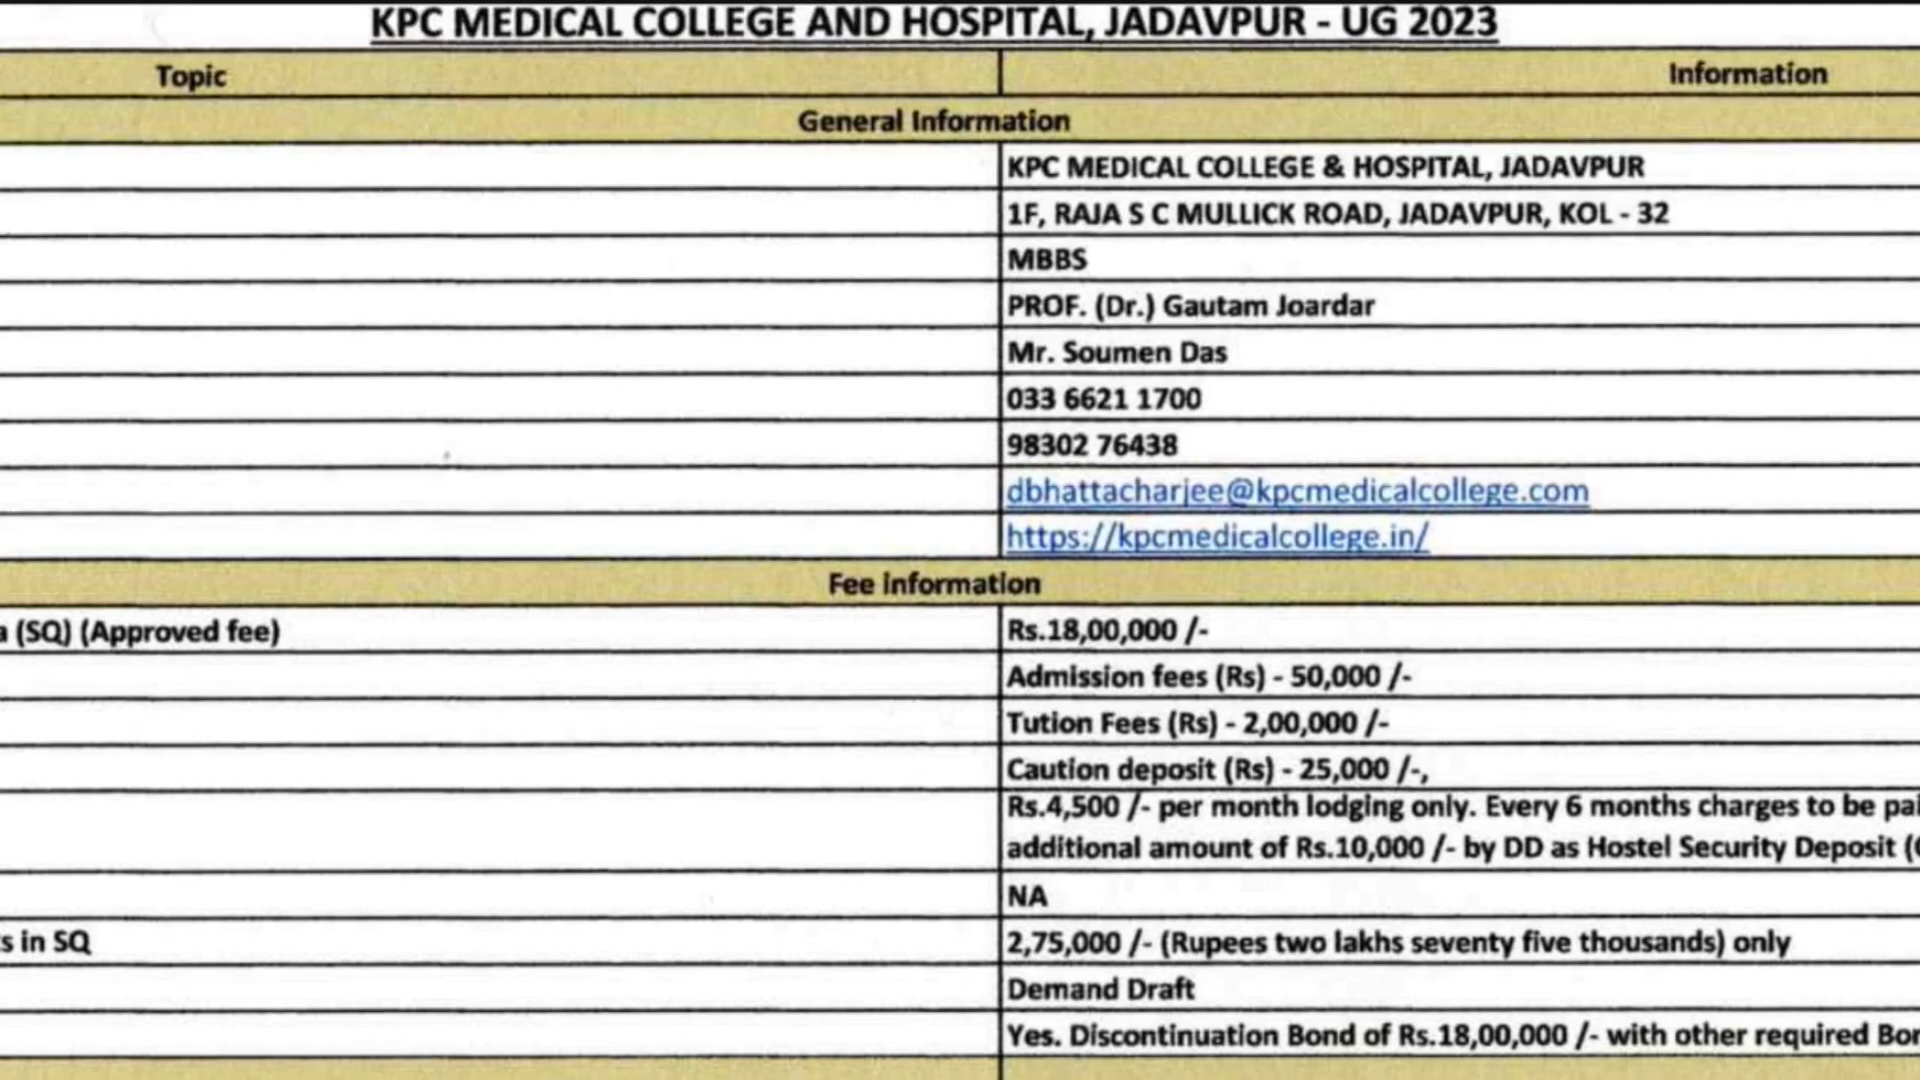 KPC MEDICAL COLLEGE AND HOSPITAL, JADAVPUR - UG 2023
Topic Information
General Information
KPC MEDICAL COLLEGE & HOSPITAL, JADAVPUR
1F, RAJA S C MULLICK ROAD, JADAVPUR, KOL - 32
MBBS
PROF. (Dr.) Gautam Joardar
Mr. Soumen Das
033 6621 1700
98302 76438
dbhattacharjee@kpcmedicalcollege.com
https://kpcmedicalcollege.in/
Fee information
a (SQ) (Approved fee) Rs.18,00,000 /-
Admission fees (Rs) - 50,000 /-
Tution Fees (Rs) - 2,00,000 /-
Caution deposit (Rs) - 25,000 /-,
Rs.4,500 /- per month lodging only. Every 6 months charges to be pai
additional amount of Rs.10,000 /- by DD as Hostel Security Deposit (
NA
s in SQ 2,75,000 /- (Rupees two lakhs seventy five thousands) only
Demand Draft
Yes. Discontinuation Bond of Rs.18,00,000 /- with other required Bon